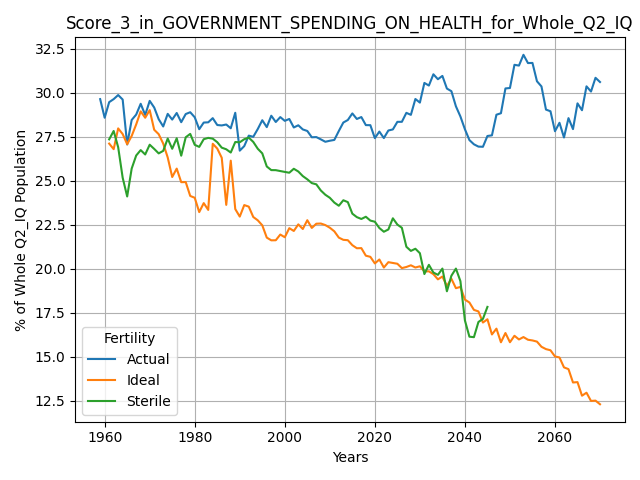 Score_3_in_GOVERNMENT_SPENDING_ON_HEALTH_for_Whole_Q2_IQ
% of Whole Q2_IQ Population
32.5
30.0
27.5
25.0
22.5
20.0
17.5
15.0
12.5
Fertility
Actual
Ideal
Sterile
1960 1980 2000 2020 2040 2060
Years